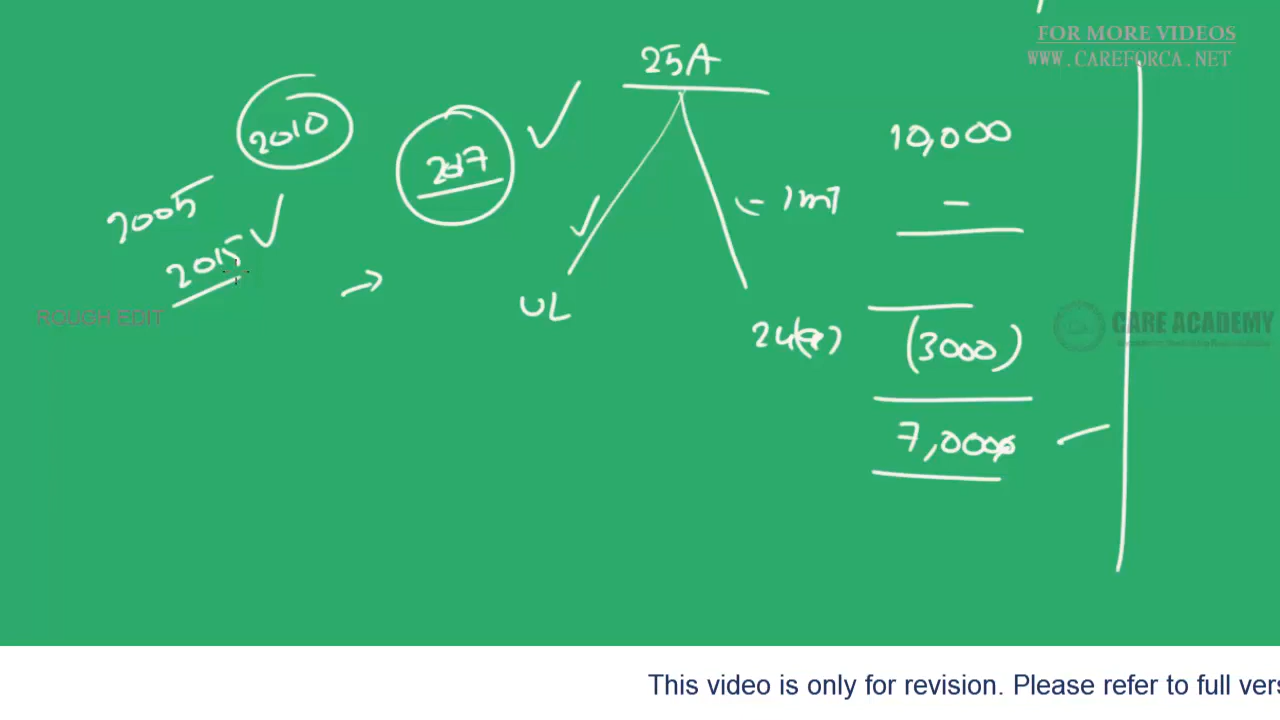 FOR MORE VIDEOS
WWW.CAREFORCA.NET
25A
2010
2017
10,000
2005
2015
- Int
-
UL
ROUGH EDIT
CARE ACADEMY
24(a)
(3000)
7,000
This video is only for revision. Please refer to full vers